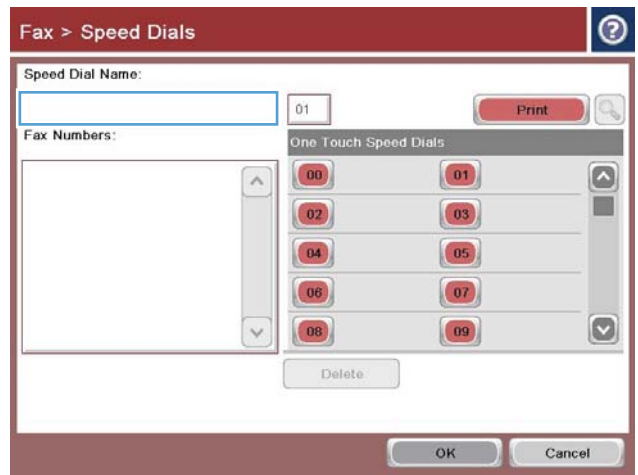 Fax > Speed Dials
?
Speed Dial Name:
01
Print
Fax Numbers:
One Touch Speed Dials
00 01
02 03
04 05
06 07
08 09
Delete
OK Cancel